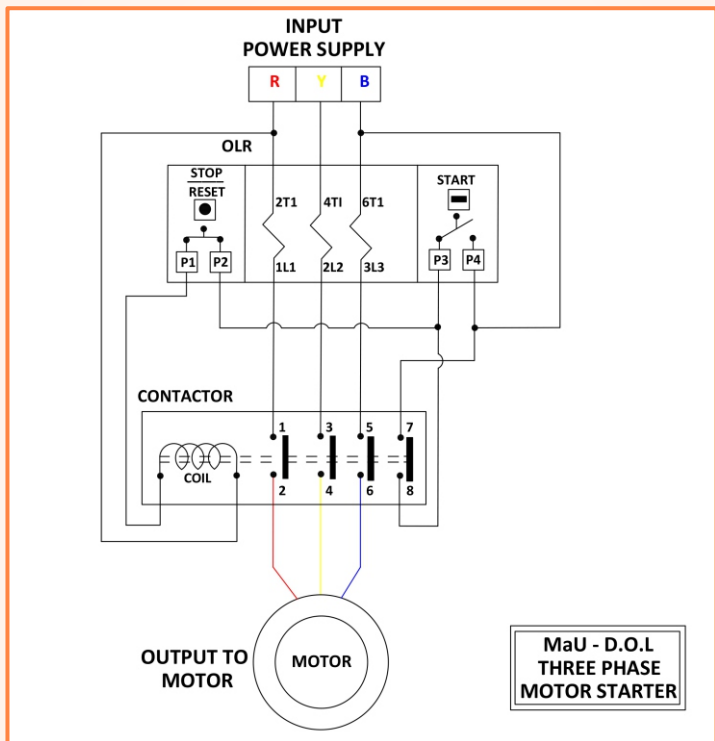 INPUT
POWER SUPPLY
R Y B
OLR
STOP
RESET
START
2T1 4TI 6T1
P1 P2
1L1 2L2 3L3
P3 P4
CONTACTOR
1 3 5 7
COIL
2 4 6 8
OUTPUT TO
MOTOR
MOTOR
MaU - D.O.L
THREE PHASE
MOTOR STARTER